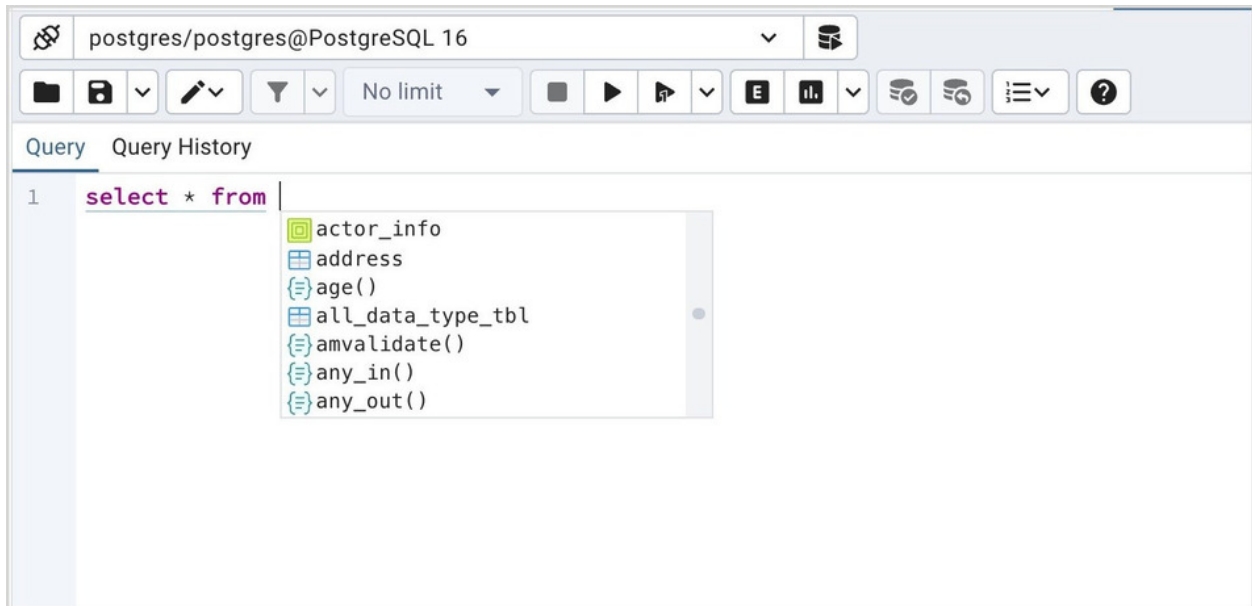 postgres/postgres@PostgreSQL 16
No limit
E
Query Query History
1 select * from
actor_info
address
age()
all_data_type_tbl
amvalidate()
any_in()
any_out()